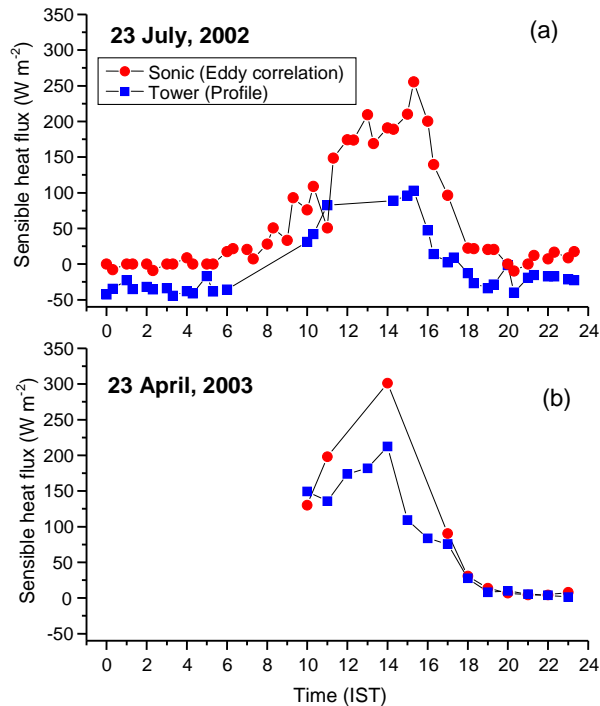 23 July, 2002
(a)
Sonic (Eddy correlation)
Tower (Profile)
Sensible heat flux (W m-2)
350
300
250
200
150
100
50
0
-50
0 2 4 6 8 10 12 14 16 18 20 22 24
23 April, 2003
(b)
Sensible heat flux (W m-2)
350
300
250
200
150
100
50
0
-50
0 2 4 6 8 10 12 14 16 18 20 22 24
Time (IST)